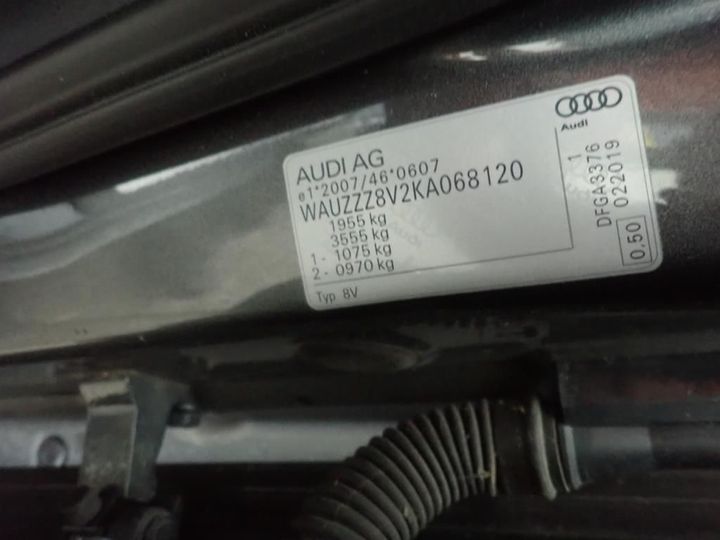 Audi
AUDI AG
e1*2007/46*0607
WAUZZZ8V2KA068120
1955 kg
3555 kg
1 - 1075 kg
2 - 0970 kg
Typ 8V
1
DFGA3376
022019
0,50